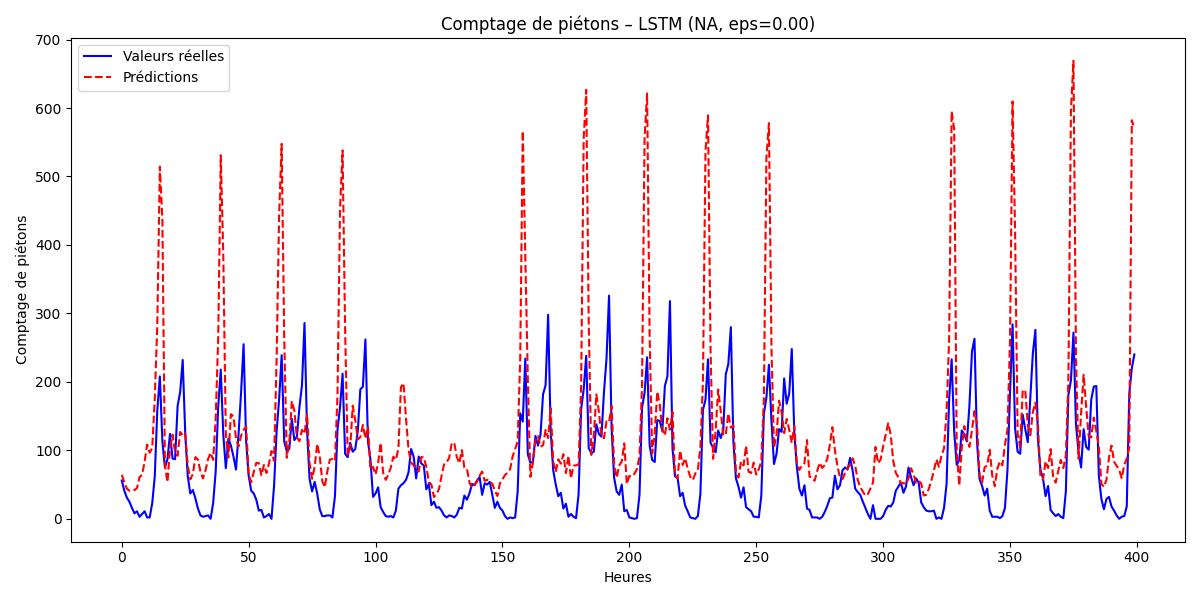 Comptage de piétons – LSTM (NA, eps=0.00)
Valeurs réelles
Prédictions
Comptage de piétons
700
600
500
400
300
200
100
0
0 50 100 150 200 250 300 350 400
Heures